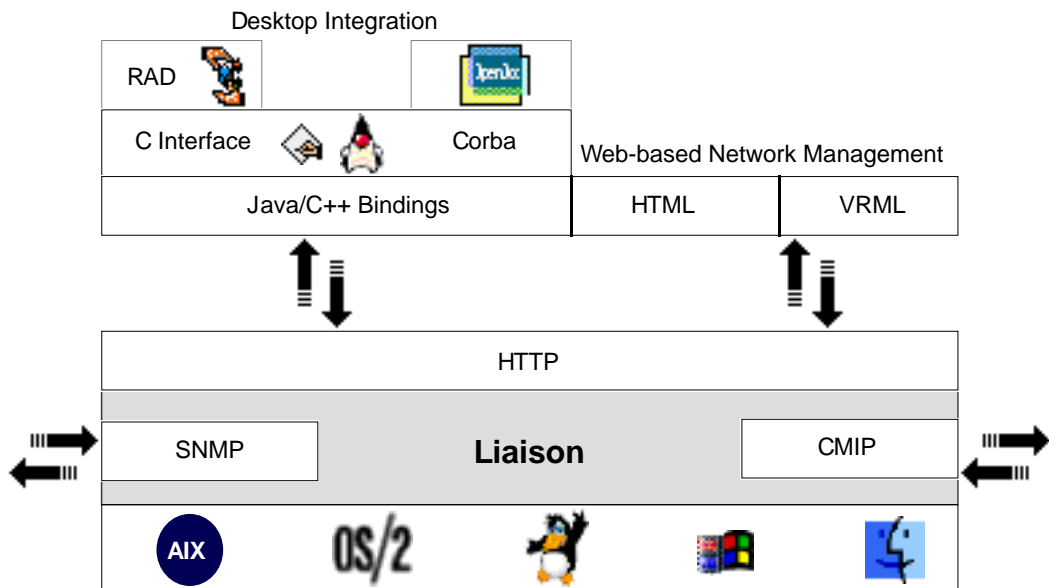 Desktop Integration
RAD
C Interface
Corba
Web-based Network Management
Java/C++ Bindings
HTML
VRML
HTTP
SNMP
Liaison
CMIP
AIX
OS/2